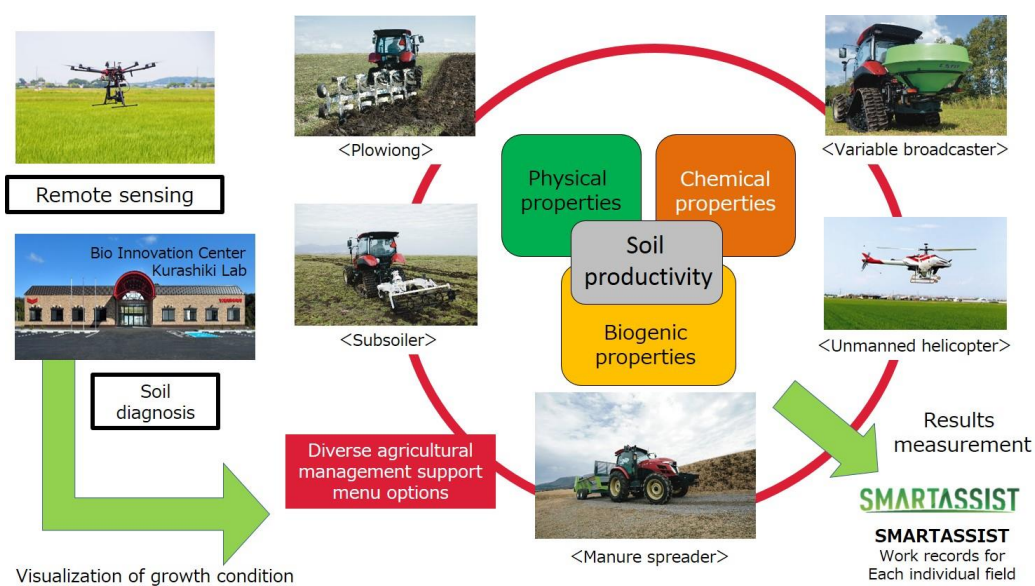 Remote sensing
Bio Innovation Center
Kurashiki Lab
Soil
diagnosis
Visualization of growth condition
<Plowiong>
<Subsoiler>
Diverse agricultural
management support
menu options
Physical
properties
Chemical
properties
Soil
productivity
Biogenic
properties
<Manure spreader>
<Variable broadcaster>
<Unmanned helicopter>
Results
measurement
SMARTASSIST
SMARTASSIST
Work records for
Each individual field